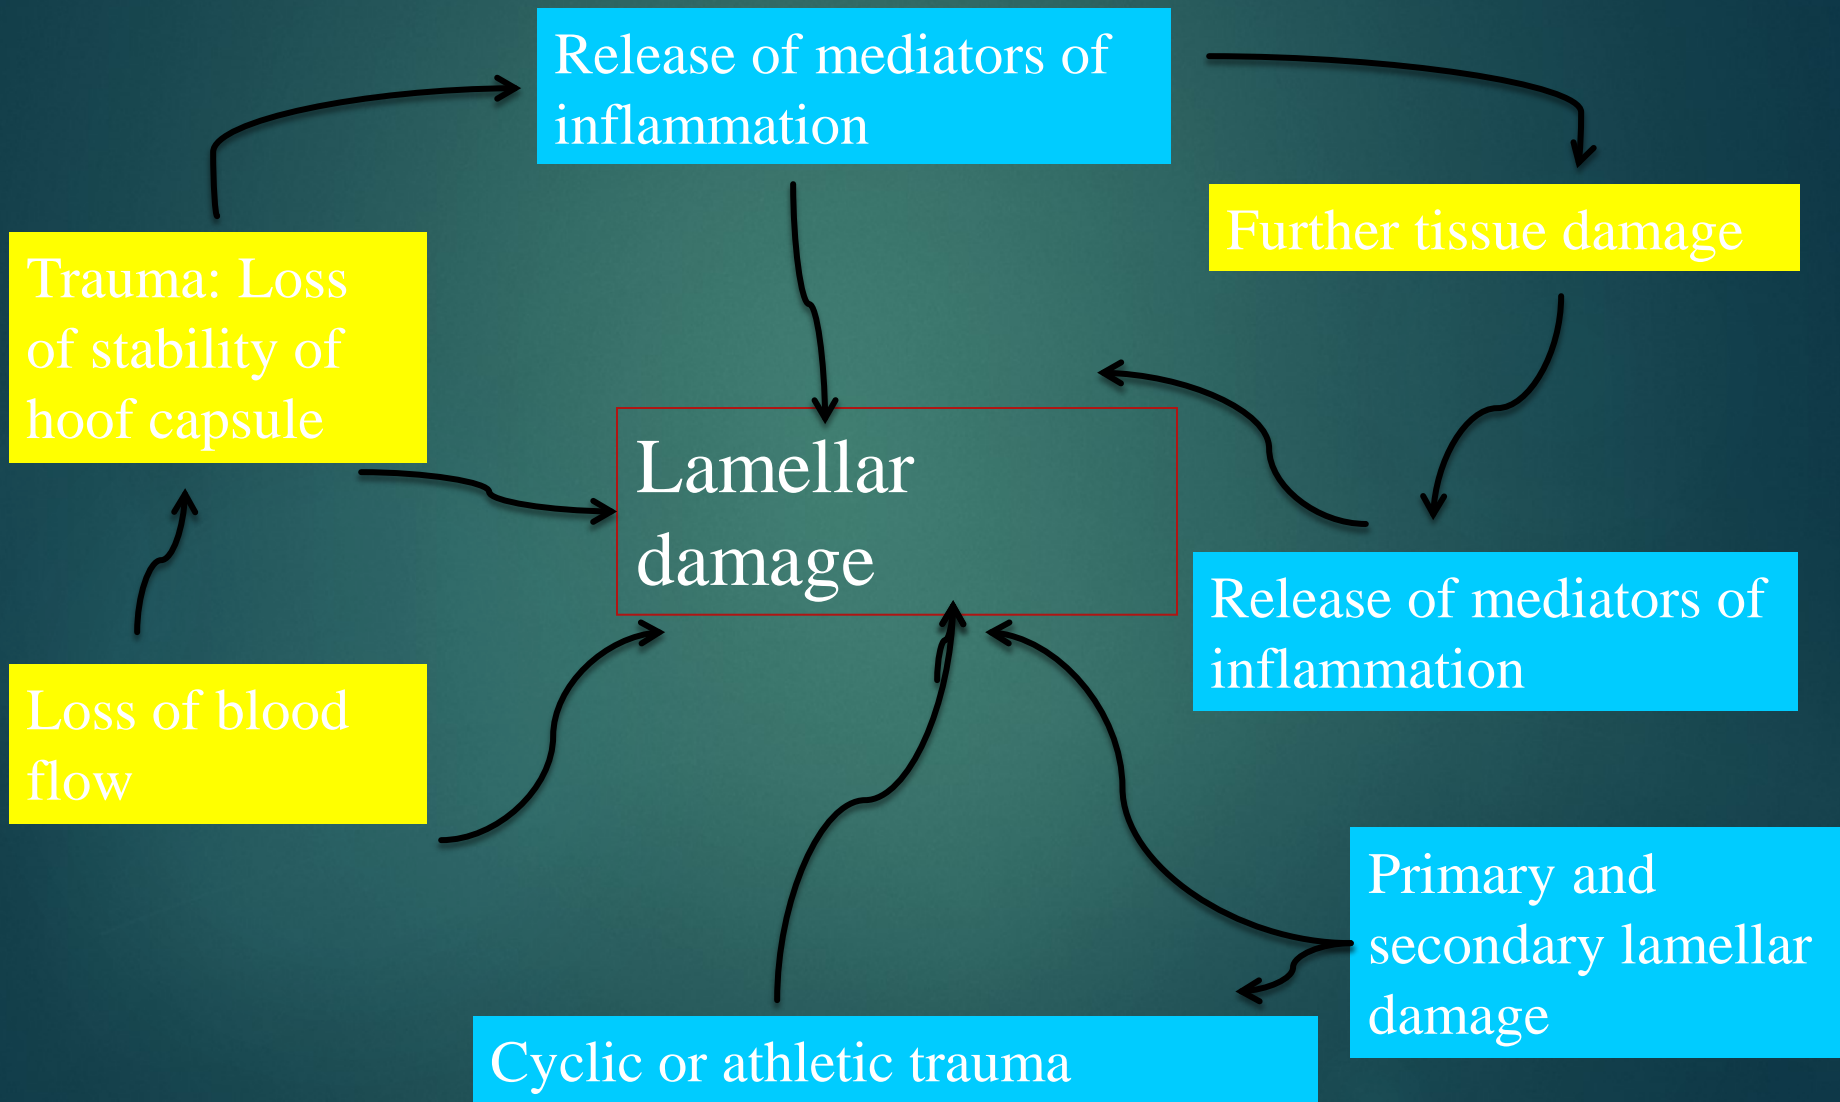 Release of mediators of
inflammation
Further tissue damage
Trauma: Loss
of stability of
hoof capsule
Lamellar
damage
Release of mediators of
inflammation
Loss of blood
flow
Primary and
secondary lamellar
damage
Cyclic or athletic trauma